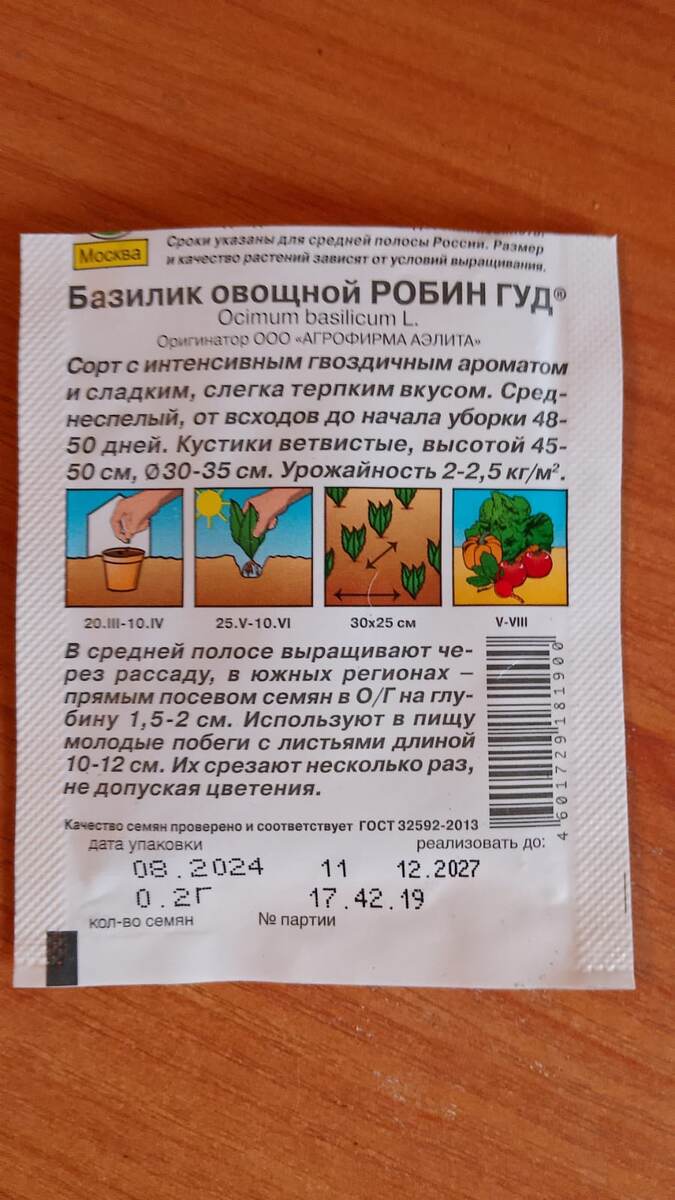 Москва
Сроки указаны для средней полосы России. Размер
и качество растений зависят от условий выращивания.
Базилик овощной РОБИН ГУД®
Ocimum basilicum L.
Оригинатор ООО «АГРОФИРМА АЭЛИТА»
Сорт с интенсивным гвоздичным ароматом
и сладким, слегка терпким вкусом. Сред-
неспелый, от всходов до начала уборки 48-
50 дней. Кустики ветвистые, высотой 45-
50 см, Ø30-35 см. Урожайность 2-2,5 кг/м².
20.III-10.IV 25.V-10.VI 30х25 см V-VIII
В средней полосе выращивают че-
рез рассаду, в южных регионах –
прямым посевом семян в О/Г на глу-
бину 1,5-2 см. Используют в пищу
молодые побеги с листьями длиной
10-12 см. Их срезают несколько раз,
не допуская цветения.
4601729181900
Качество семян проверено и соответствует ГОСТ 32592-2013
дата упаковки реализовать до:
08.2024 11 12.2027
0.2Г 17.42.19
кол-во семян № партии